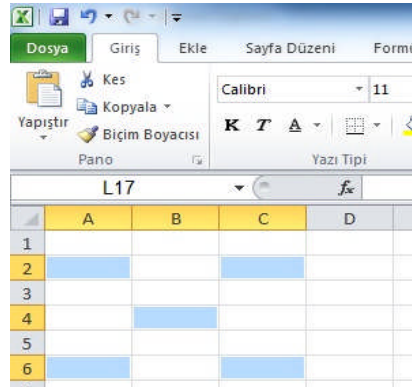 Dosya Giriş Ekle Sayfa Düzeni Formü
Kes
Kopyala
Yapıştır
Biçim Boyacısı
Pano
Calibri 11
K T A
Yazı Tipi
L17 fx
A B C D
1
2
3
4
5
6